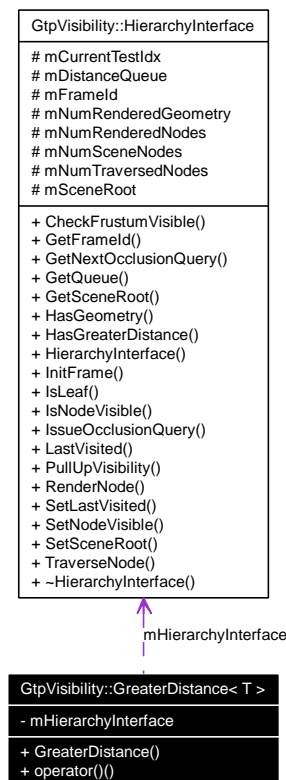 GtpVisibility::HierarchyInterface
# mCurrentTestIdx
# mDistanceQueue
# mFrameId
# mNumRenderedGeometry
# mNumRenderedNodes
# mNumSceneNodes
# mNumTraversedNodes
# mSceneRoot
+ CheckFrustumVisible()
+ GetFrameId()
+ GetNextOcclusionQuery()
+ GetQueue()
+ GetSceneRoot()
+ HasGeometry()
+ HasGreaterDistance()
+ HierarchyInterface()
+ InitFrame()
+ IsLeaf()
+ IsNodeVisible()
+ IssueOcclusionQuery()
+ LastVisited()
+ PullUpVisibility()
+ RenderNode()
+ SetLastVisited()
+ SetNodeVisible()
+ SetSceneRoot()
+ TraverseNode()
+ ~HierarchyInterface()
mHierarchyInterface
GtpVisibility::GreaterDistance< T >
- mHierarchyInterface
+ GreaterDistance()
+ operator()()